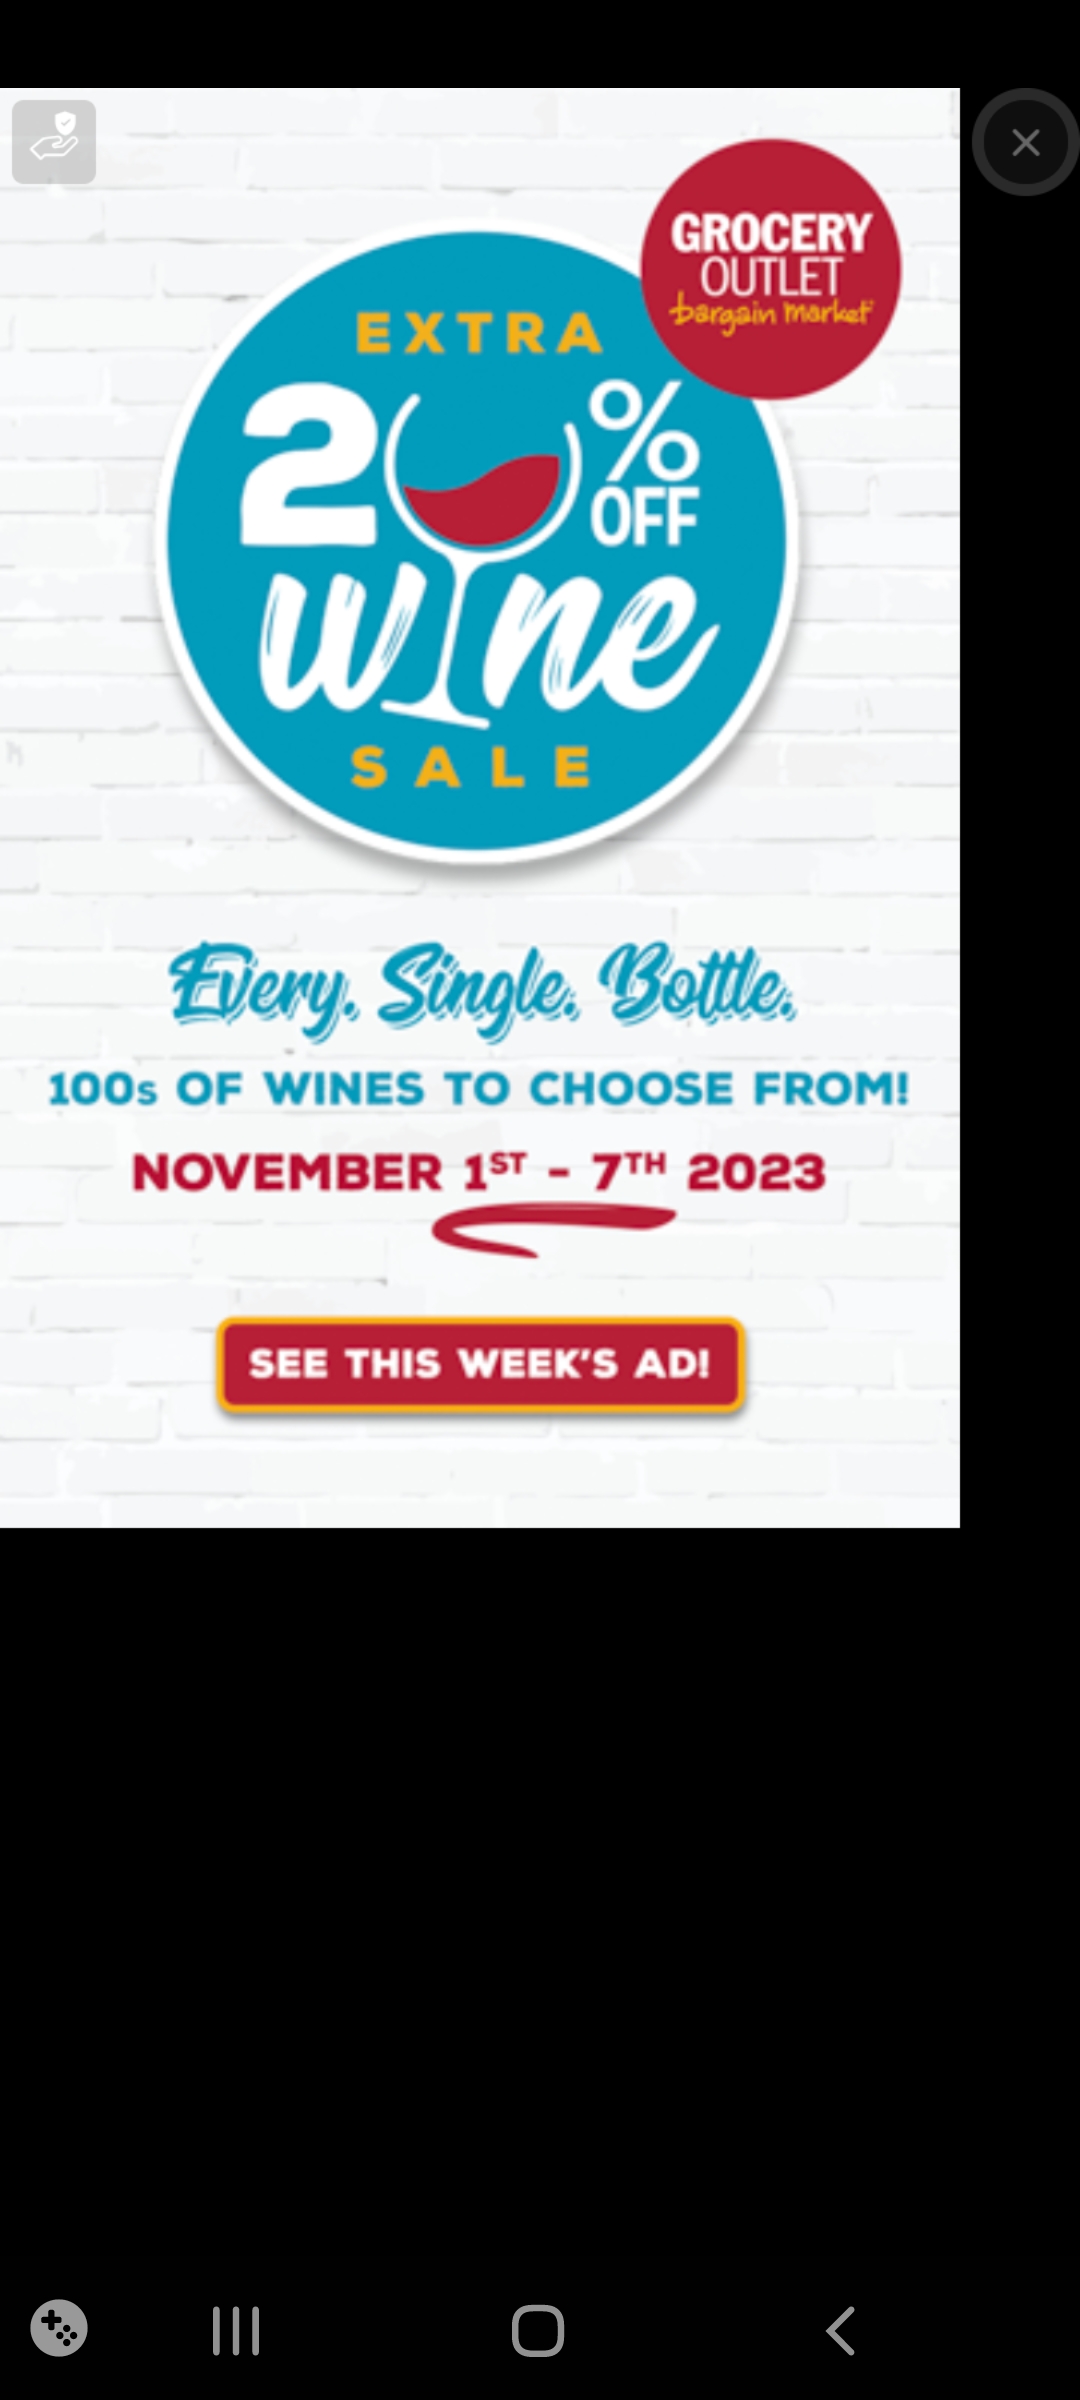 GROCERY
OUTLET
bargain market
EXTRA
20% OFF
wine
SALE
Every. Single. Bottle.
100s OF WINES TO CHOOSE FROM!
NOVEMBER 1ST - 7TH 2023
SEE THIS WEEK'S AD!